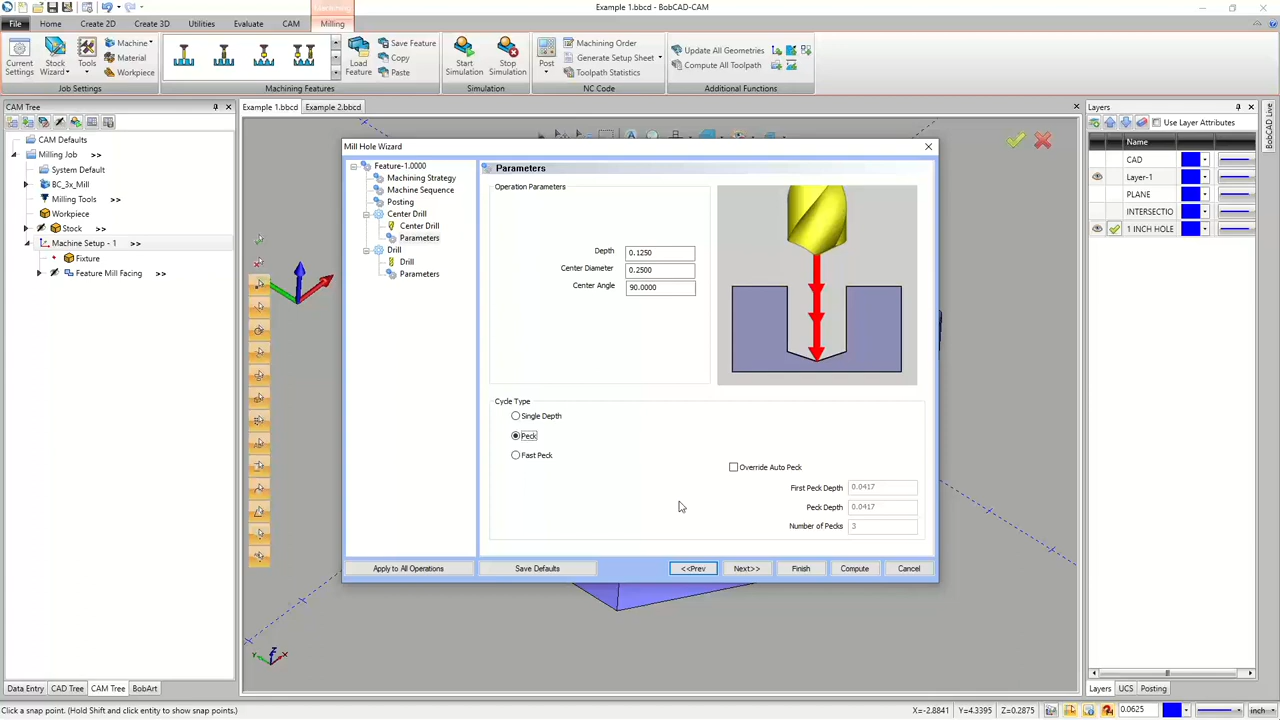 Example 1.bbcd - BobCAD-CAM
File Home Create 2D Create 3D Utilities Evaluate CAM Milling
Current Settings
Stock Wizard
Tools
Machine
Material
Workpiece
Load Feature
Save Feature
Copy
Paste
Start Simulation
Stop Simulation
Post
Machining Order
Generate Setup Sheet
Toolpath Statistics
Update All Geometries
Compute All Toolpath
Job Settings Machining Features Simulation NC Code Additional Functions
CAM Tree
Example 1.bbcd Example 2.bbcd
Layers
CAM Defaults
Milling Job >>
System Default
BC_3x_Mill
Milling Tools >>
Workpiece
Stock >>
Machine Setup - 1 >>
Fixture
Feature Mill Facing >>
Mill Hole Wizard
Feature-1.0000
Machining Strategy
Machine Sequence
Posting
Center Drill
Center Drill
Parameters
Drill
Drill
Parameters
Parameters
Operation Parameters
Depth 0.1250
Center Diameter 0.2500
Center Angle 90.0000
Cycle Type
Single Depth
Peck
Fast Peck
Override Auto Peck
First Peck Depth 0.0417
Peck Depth 0.0417
Number of Pecks 3
Apply to All Operations Save Defaults <<Prev Next>> Finish Compute Cancel
Use Layer Attributes
Name
CAD
Layer-1
PLANE
INTERSECTIO
1 INCH HOLE
BobCAD Live
Z
Y X
Data Entry CAD Tree CAM Tree BobArt
Layers UCS Posting
Click a snap point. (Hold Shift and click entity to show snap points.)
X=-2.8841 Y=4.3395 Z=0.2875 0.0625 inch